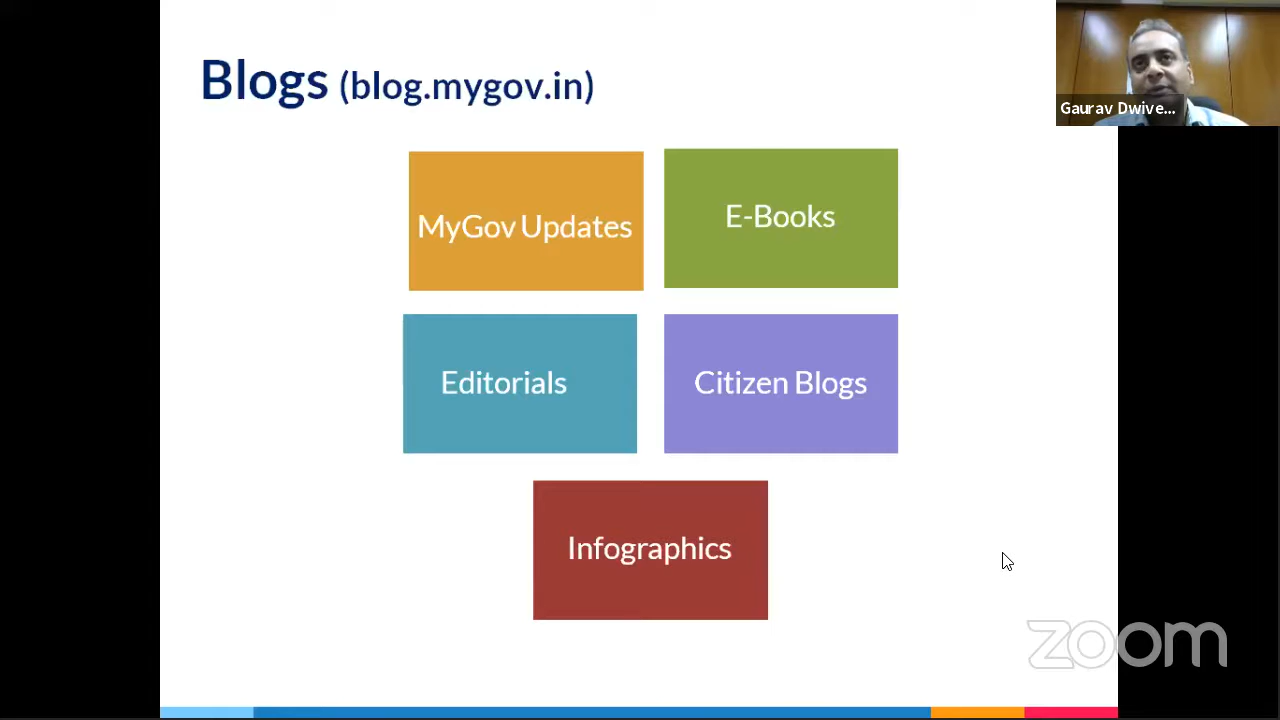 Blogs (blog.mygov.in)
Gaurav Dwive...
MyGov Updates
E-Books
Editorials
Citizen Blogs
Infographics
zoom